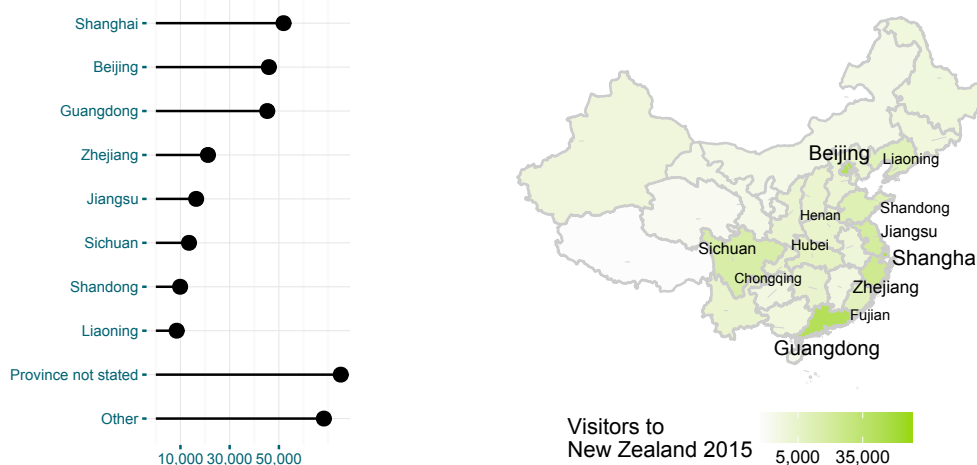 Shanghai
Beijing
Guangdong
Zhejiang
Jiangsu
Sichuan
Shandong
Liaoning
Province not stated
Other
10,000 30,000 50,000
Beijing
Liaoning
Shandong
Henan
Jiangsu
Hubei
Sichuan
Shangha
Chongqing
Zhejiang
Fujian
Guangdong
Visitors to
New Zealand 2015
5,000 35,000